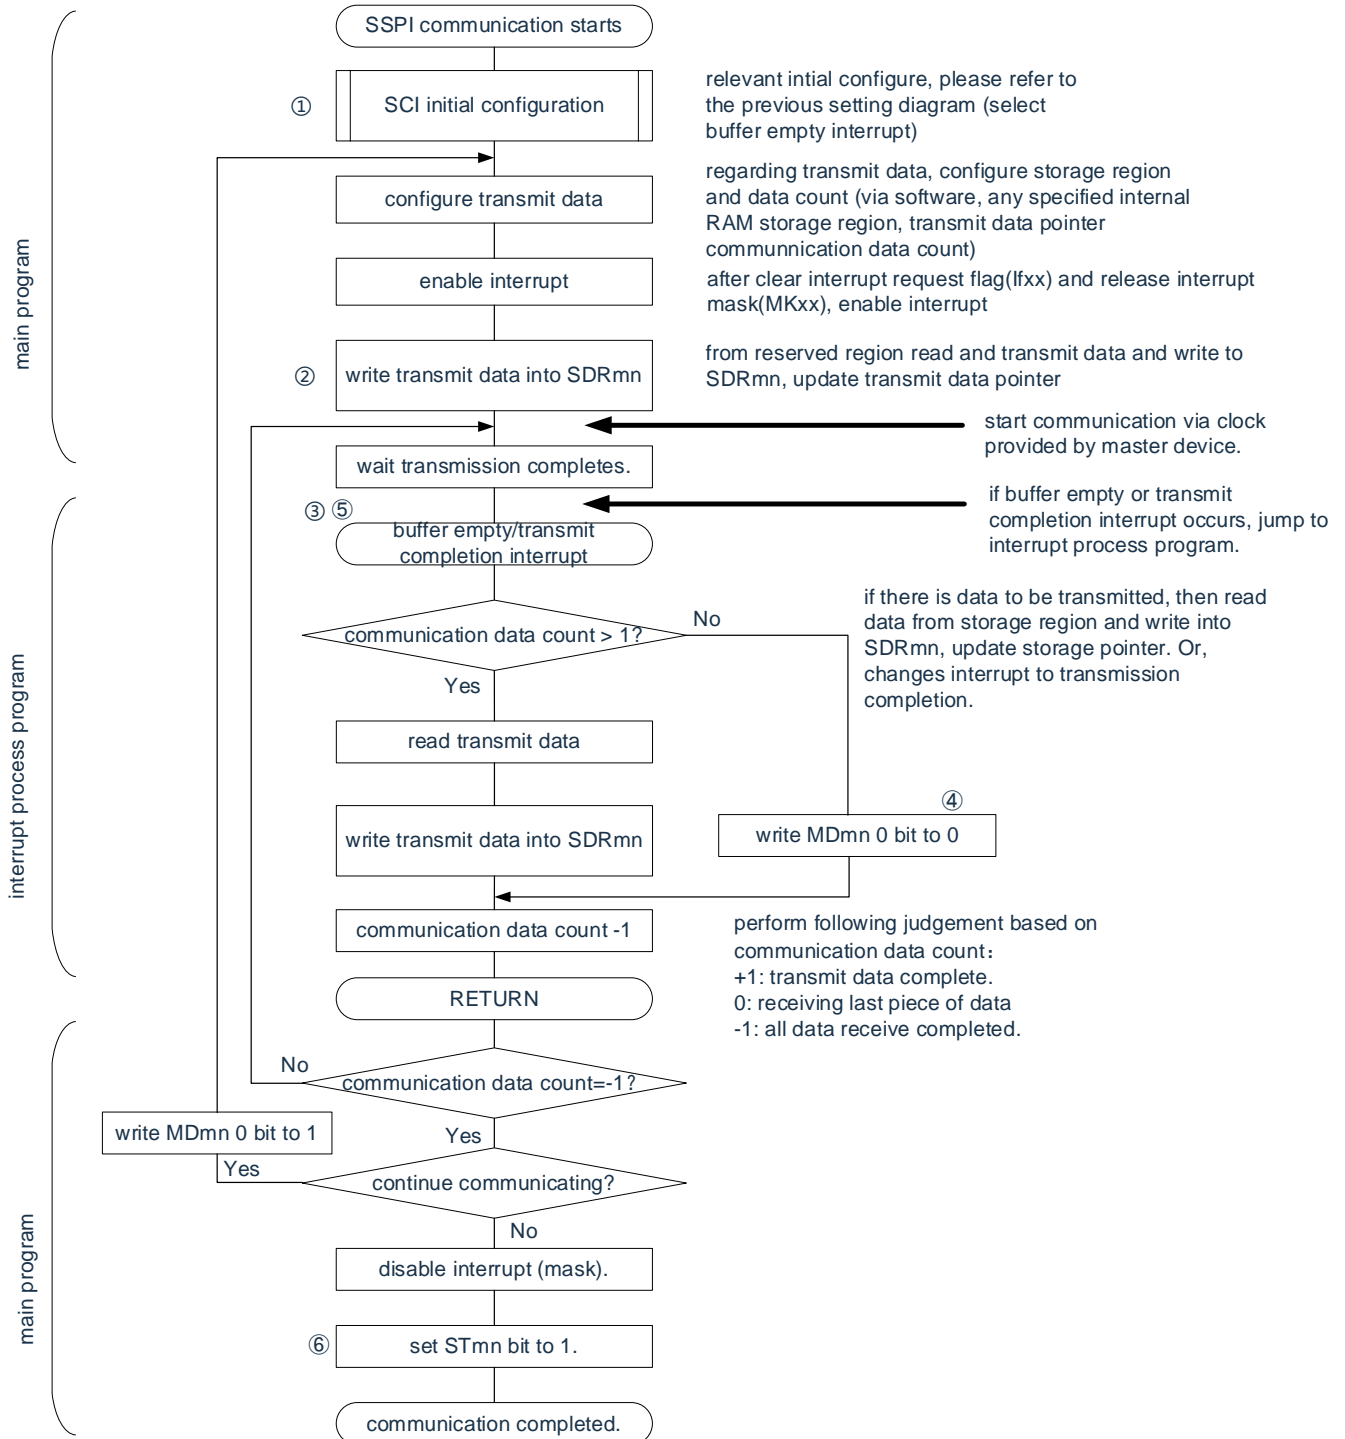 SSPI communication starts
①
SCI initial configuration
relevant intial configure, please refer to
the previous setting diagram (select
buffer empty interrupt)
configure transmit data
regarding transmit data, configure storage region
and data count (via software, any specified internal
RAM storage region, transmit data pointer
communnication data count)
enable interrupt
after clear interrupt request flag(Ifxx) and release interrupt
mask(MKxx), enable interrupt
main program
②
write transmit data into SDRmn
from reserved region read and transmit data and write to
SDRmn, update transmit data pointer
start communication via clock
provided by master device.
wait transmission completes.
③ ⑤
buffer empty/transmit
completion interrupt
if buffer empty or transmit
completion interrupt occurs, jump to
interrupt process program.
communication data count > 1?
No
Yes
if there is data to be transmitted, then read
data from storage region and write into
SDRmn, update storage pointer. Or,
changes interrupt to transmission
completion.
interrupt process program
read transmit data
write transmit data into SDRmn
④
write MDmn 0 bit to 0
communication data count -1
perform following judgement based on
communication data count：
+1: transmit data complete.
0: receiving last piece of data
-1: all data receive completed.
RETURN
No
communication data count=-1?
write MDmn 0 bit to 1
Yes
Yes
continue communicating?
No
main program
disable interrupt (mask).
⑥
set STmn bit to 1.
communication completed.